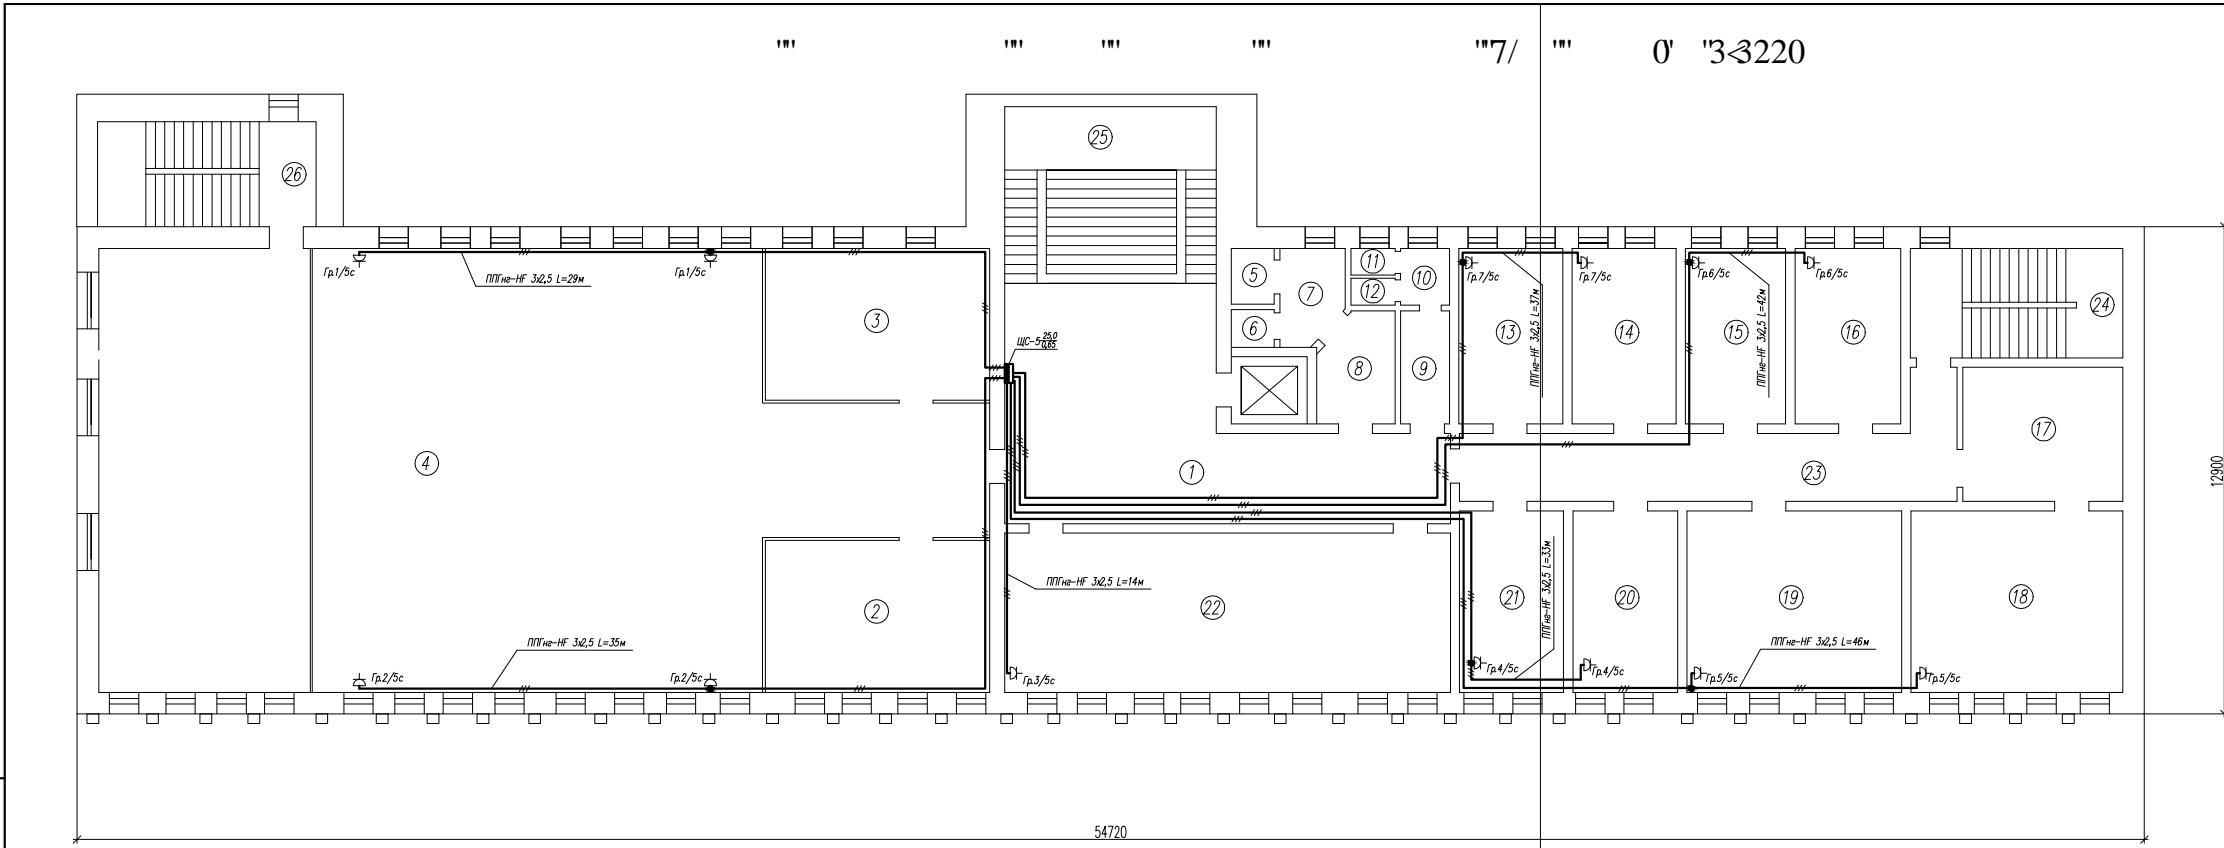 '"" '"" '"" '"" '""7/ '"" 0' "3<3220
25
26
Гр.1/5с
ППГнг-HF 3х2,5 L=29м
Гр.1/5с
5
11
10
12
7
6
Гр.7/5с
Гр.7/5с
Гр.6/5с
Гр.6/5с
ППГнг-HF 3х2,5 L=37м
ППГнг-HF 3х2,5 L=42м
24
3
13
14
15
16
ЩС-5 25,0
0,65
8
9
4
1
17
23
12900
ППГнг-HF 3х2,5 L=14м
2
22
21
20
19
18
ППГнг-HF 3х2,5 L=33м
ППГнг-HF 3х2,5 L=35м
ППГнг-HF 3х2,5 L=46м
Гр.2/5с
Гр.2/5с
Гр.3/5с
Гр.4/5с
Гр.4/5с
Гр.5/5с
Гр.5/5с
54720